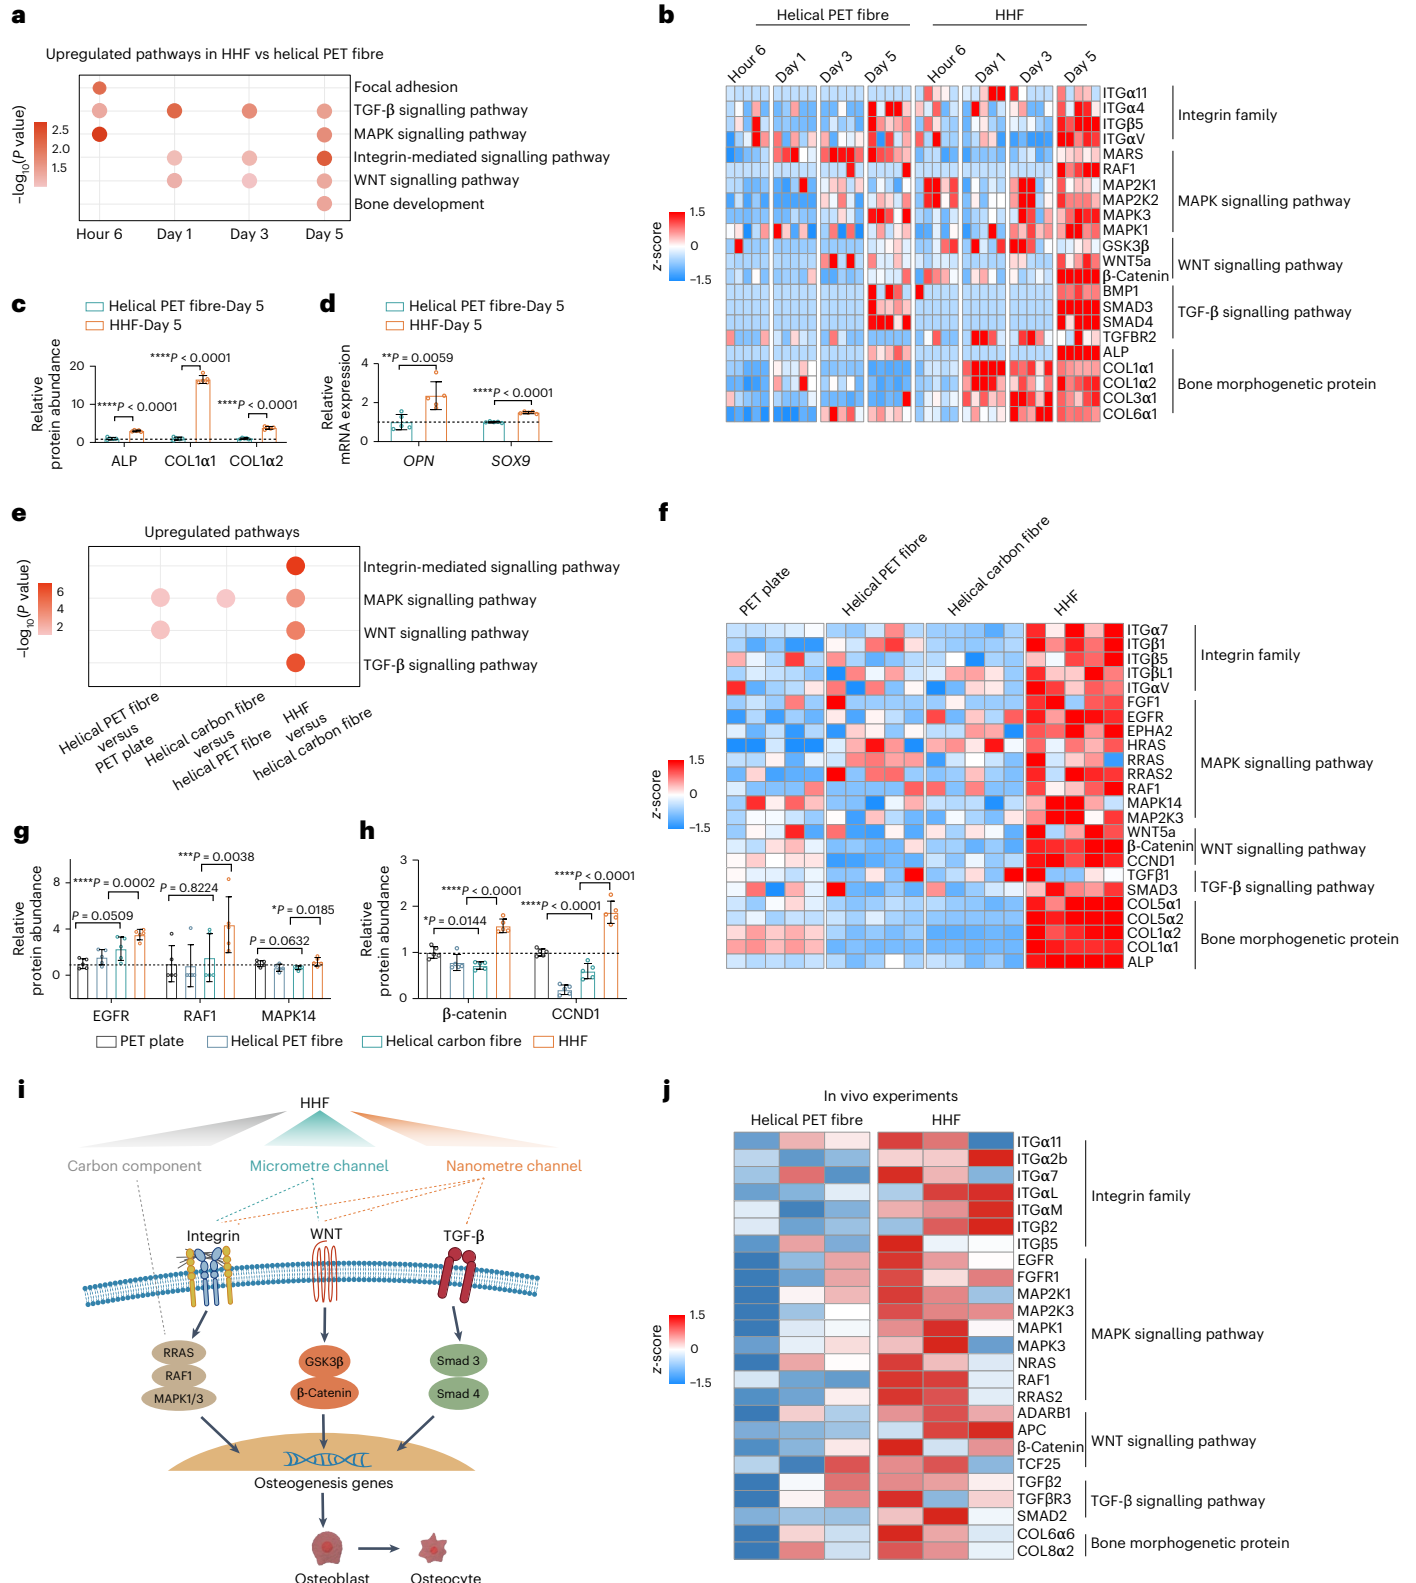 a
Upregulated pathways in HHF vs helical PET fibre
Focal adhesion
TGF-β signalling pathway
MAPK signalling pathway
Integrin-mediated signalling pathway
WNT signalling pathway
Bone development
−log10(P value)
2.5
2.0
1.5
Hour 6
Day 1
Day 3
Day 5
b
Helical PET fibre
HHF
Hour 6
Day 1
Day 3
Day 5
Hour 6
Day 1
Day 3
Day 5
ITGα11
ITGα4
ITGβ5
ITGαV
MARS
RAF1
MAP2K1
MAP2K2
MAPK3
MAPK1
GSK3β
WNT5a
β-Catenin
BMP1
SMAD3
SMAD4
TGFBR2
ALP
COL1α1
COL1α2
COL3α1
COL6α1
Integrin family
MAPK signalling pathway
WNT signalling pathway
TGF-β signalling pathway
Bone morphogenetic protein
z-score
1.5
0
−1.5
c
Helical PET fibre-Day 5
HHF-Day 5
Relative
protein abundance
20
10
0
****P < 0.0001
****P < 0.0001
****P < 0.0001
ALP
COL1α1
COL1α2
d
Helical PET fibre-Day 5
HHF-Day 5
Relative
mRNA expression
4
2
0
**P = 0.0059
****P < 0.0001
OPN
SOX9
e
Upregulated pathways
−log10(P value)
6
4
2
Integrin-mediated signalling pathway
MAPK signalling pathway
WNT signalling pathway
TGF-β signalling pathway
Helical PET fibre
versus
PET plate
Helical carbon fibre
versus
helical PET fibre
HHF
versus
helical carbon fibre
f
PET plate
Helical PET fibre
Helical carbon fibre
HHF
ITGα7
ITGβ1
ITGβ5
ITGβL1
ITGαV
FGF1
EGFR
EPHA2
HRAS
RRAS
RRAS2
RAF1
MAPK14
MAP2K3
WNT5a
β-Catenin
CCND1
TGFβ1
SMAD3
COL5α1
COL5α2
COL1α2
COL1α1
ALP
Integrin family
MAPK signalling pathway
WNT signalling pathway
TGF-β signalling pathway
Bone morphogenetic protein
z-score
1.5
0
−1.5
g
Relative
protein abundance
8
4
0
****P = 0.0002
P = 0.0509
***P = 0.0038
P = 0.8224
*P = 0.0185
P = 0.0632
EGFR
RAF1
MAPK14
h
Relative
protein abundance
3
2
1
0
****P < 0.0001
*P = 0.0144
****P < 0.0001
****P < 0.0001
β-catenin
CCND1
PET plate
Helical PET fibre
Helical carbon fibre
HHF
i
HHF
Carbon component
Micrometre channel
Nanometre channel
Integrin
WNT
TGF-β
RRAS
RAF1
MAPK1/3
GSK3β
β-Catenin
Smad 3
Smad 4
Osteogenesis genes
Osteoblast
Osteocyte
j
In vivo experiments
Helical PET fibre
HHF
ITGα11
ITGα2b
ITGα7
ITGαL
ITGαM
ITGβ2
ITGβ5
EGFR
FGFR1
MAP2K1
MAP2K3
MAPK1
MAPK3
NRAS
RAF1
RRAS2
ADARB1
APC
β-Catenin
TCF25
TGFβ2
TGFβR3
SMAD2
COL6α6
COL8α2
Integrin family
MAPK signalling pathway
WNT signalling pathway
TGF-β signalling pathway
Bone morphogenetic protein
z-score
1.5
0
−1.5